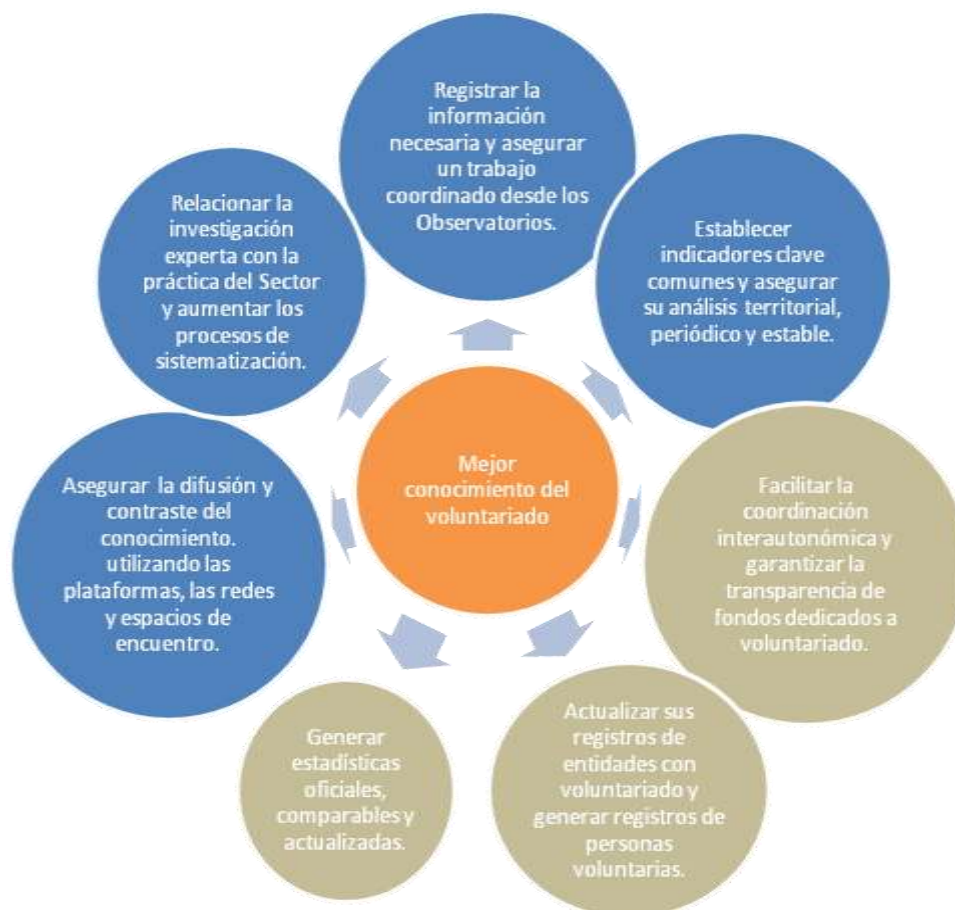 Registrar la
información
necesaria y asegurar
un trabajo
coordinado desde los
Observatorios.
Establecer
indicadores clave
comunes y asegurar
su análisis territorial,
periódico y estable.
Facilitar la
coordinación
interautonómica y
garantizar la
transparencia de
fondos dedicados a
voluntariado.
Actualizar sus
registros de
entidades con
voluntariado y
generar registros de
personas
voluntarias.
Generar
estadísticas
oficiales,
comparables y
actualizadas.
Asegurar la difusión y
contraste del
conocimiento.
utilizando las
plataformas, las redes
y espacios de
encuentro.
Relacionar la
investigación
experta con la
práctica del Sector
y aumentar los
procesos de
sistematización.
Mejor
conocimiento del
voluntariado